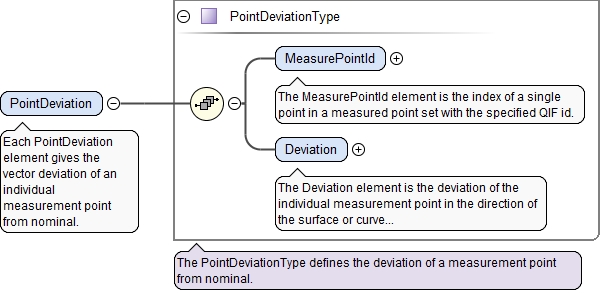 PointDeviationType
MeasurePointId
The MeasurePointId element is the index of a single
point in a measured point set with the specified QIF id.
PointDeviation
Each PointDeviation
element gives the
vector deviation of an
individual
measurement point
from nominal.
Deviation
The Deviation element is the deviation of the
individual measurement point in the direction of
the surface or curve...
The PointDeviationType defines the deviation of a measurement point
from nominal.